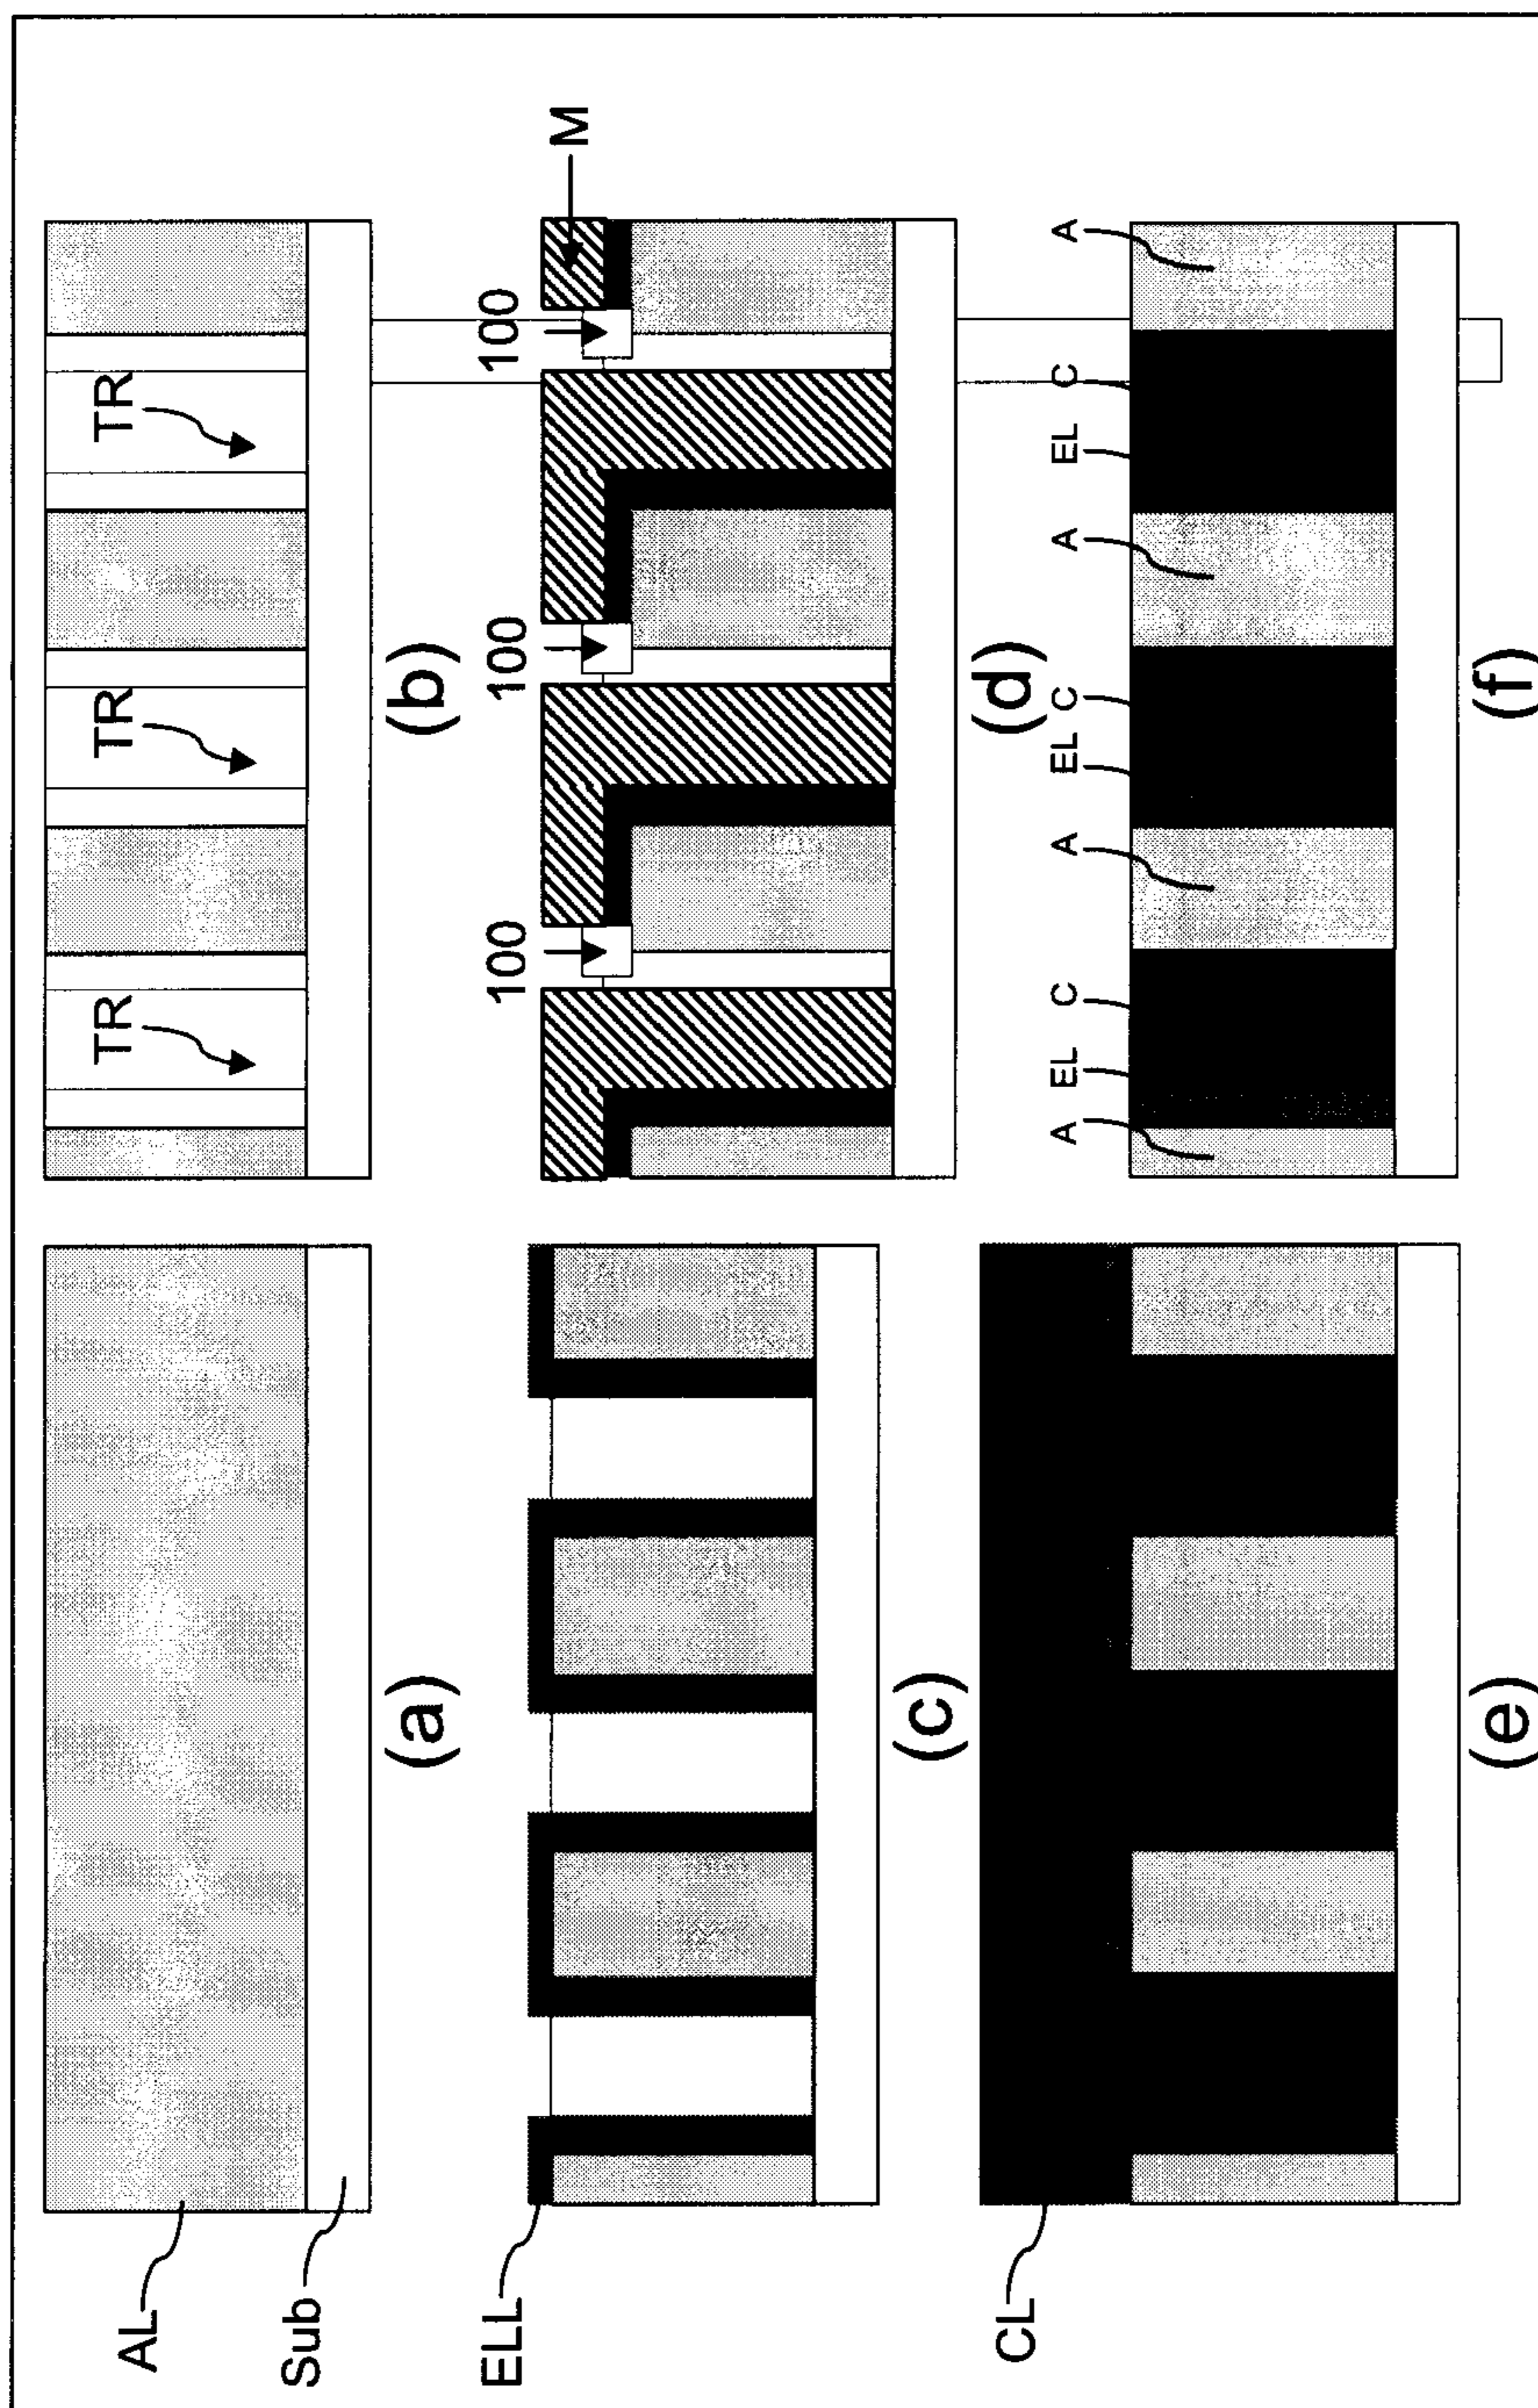 AL
Sub
(a)
TR TR TR
(b)
ELL
(c)
100 100 100 M
(d)
CL
(e)
A EL C A EL C A EL C A
(f)